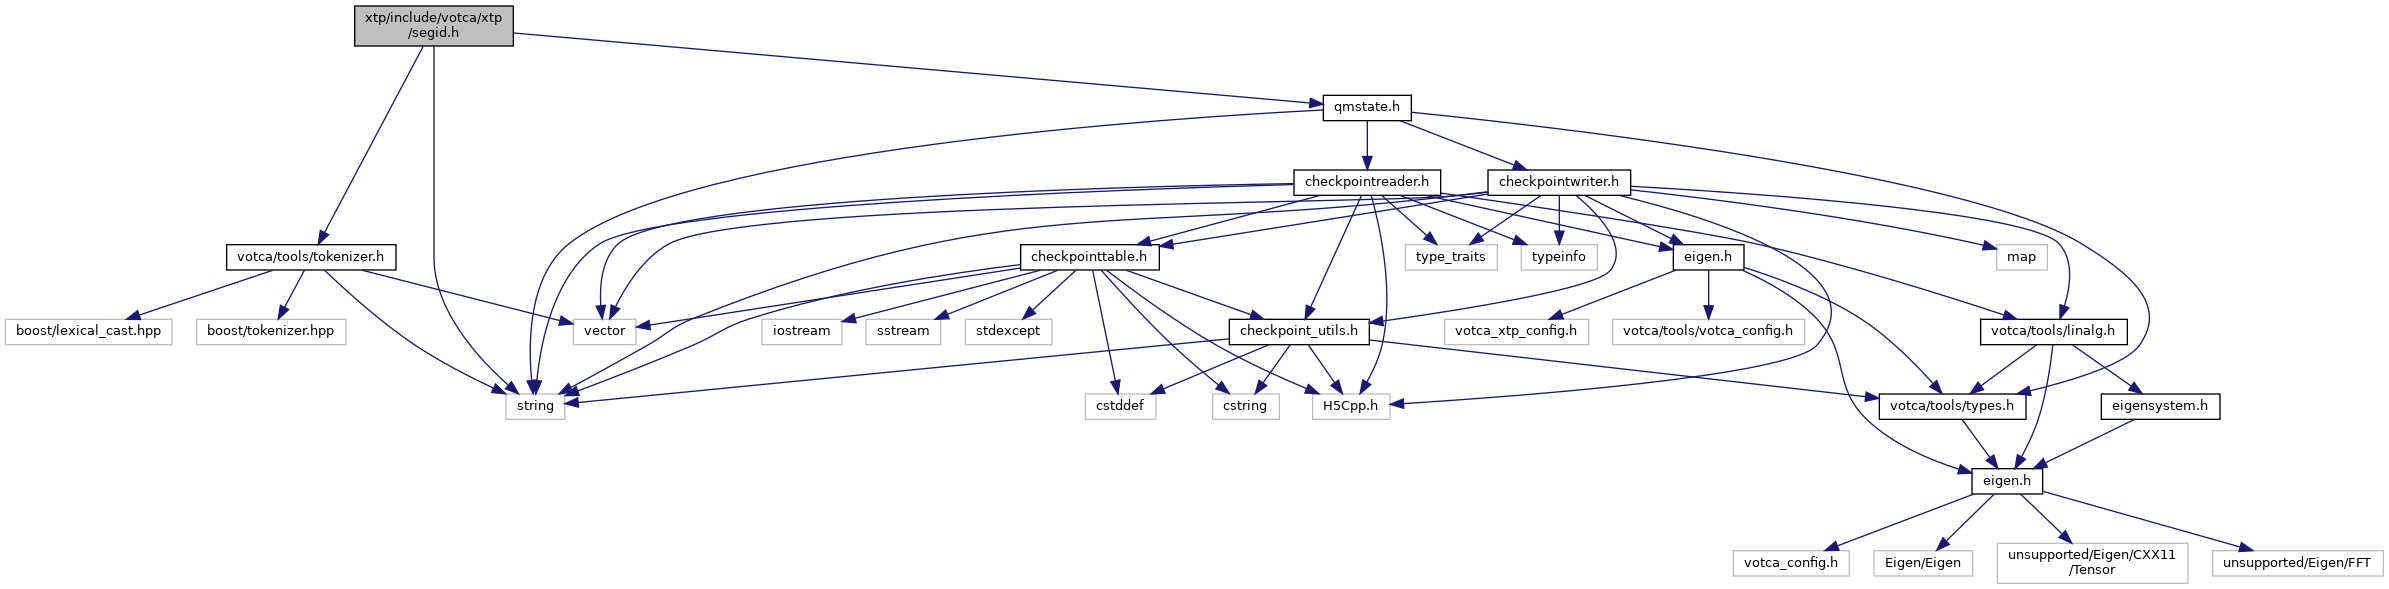 xtp/include/votca/xtp
/segid.h
qmstate.h
checkpointreader.h
checkpointwriter.h
votca/tools/tokenizer.h
checkpointtable.h
type_traits
typeinfo
eigen.h
map
boost/lexical_cast.hpp
boost/tokenizer.hpp
vector
iostream
sstream
stdexcept
checkpoint_utils.h
votca_xtp_config.h
votca/tools/votca_config.h
votca/tools/linalg.h
string
cstddef
cstring
H5Cpp.h
votca/tools/types.h
eigensystem.h
eigen.h
votca_config.h
Eigen/Eigen
unsupported/Eigen/CXX11
/Tensor
unsupported/Eigen/FFT